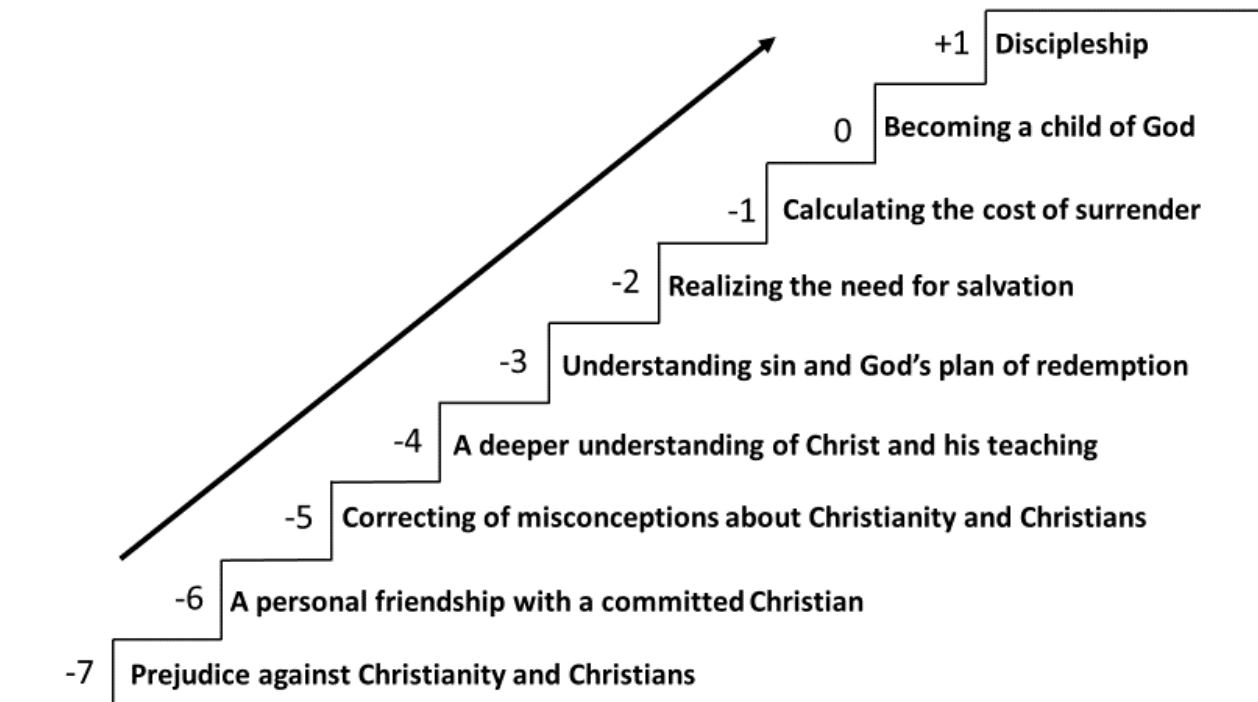 +1 Discipleship
0 Becoming a child of God
-1 Calculating the cost of surrender
-2 Realizing the need for salvation
-3 Understanding sin and God’s plan of redemption
-4 A deeper understanding of Christ and his teaching
-5 Correcting of misconceptions about Christianity and Christians
-6 A personal friendship with a committed Christian
-7 Prejudice against Christianity and Christians